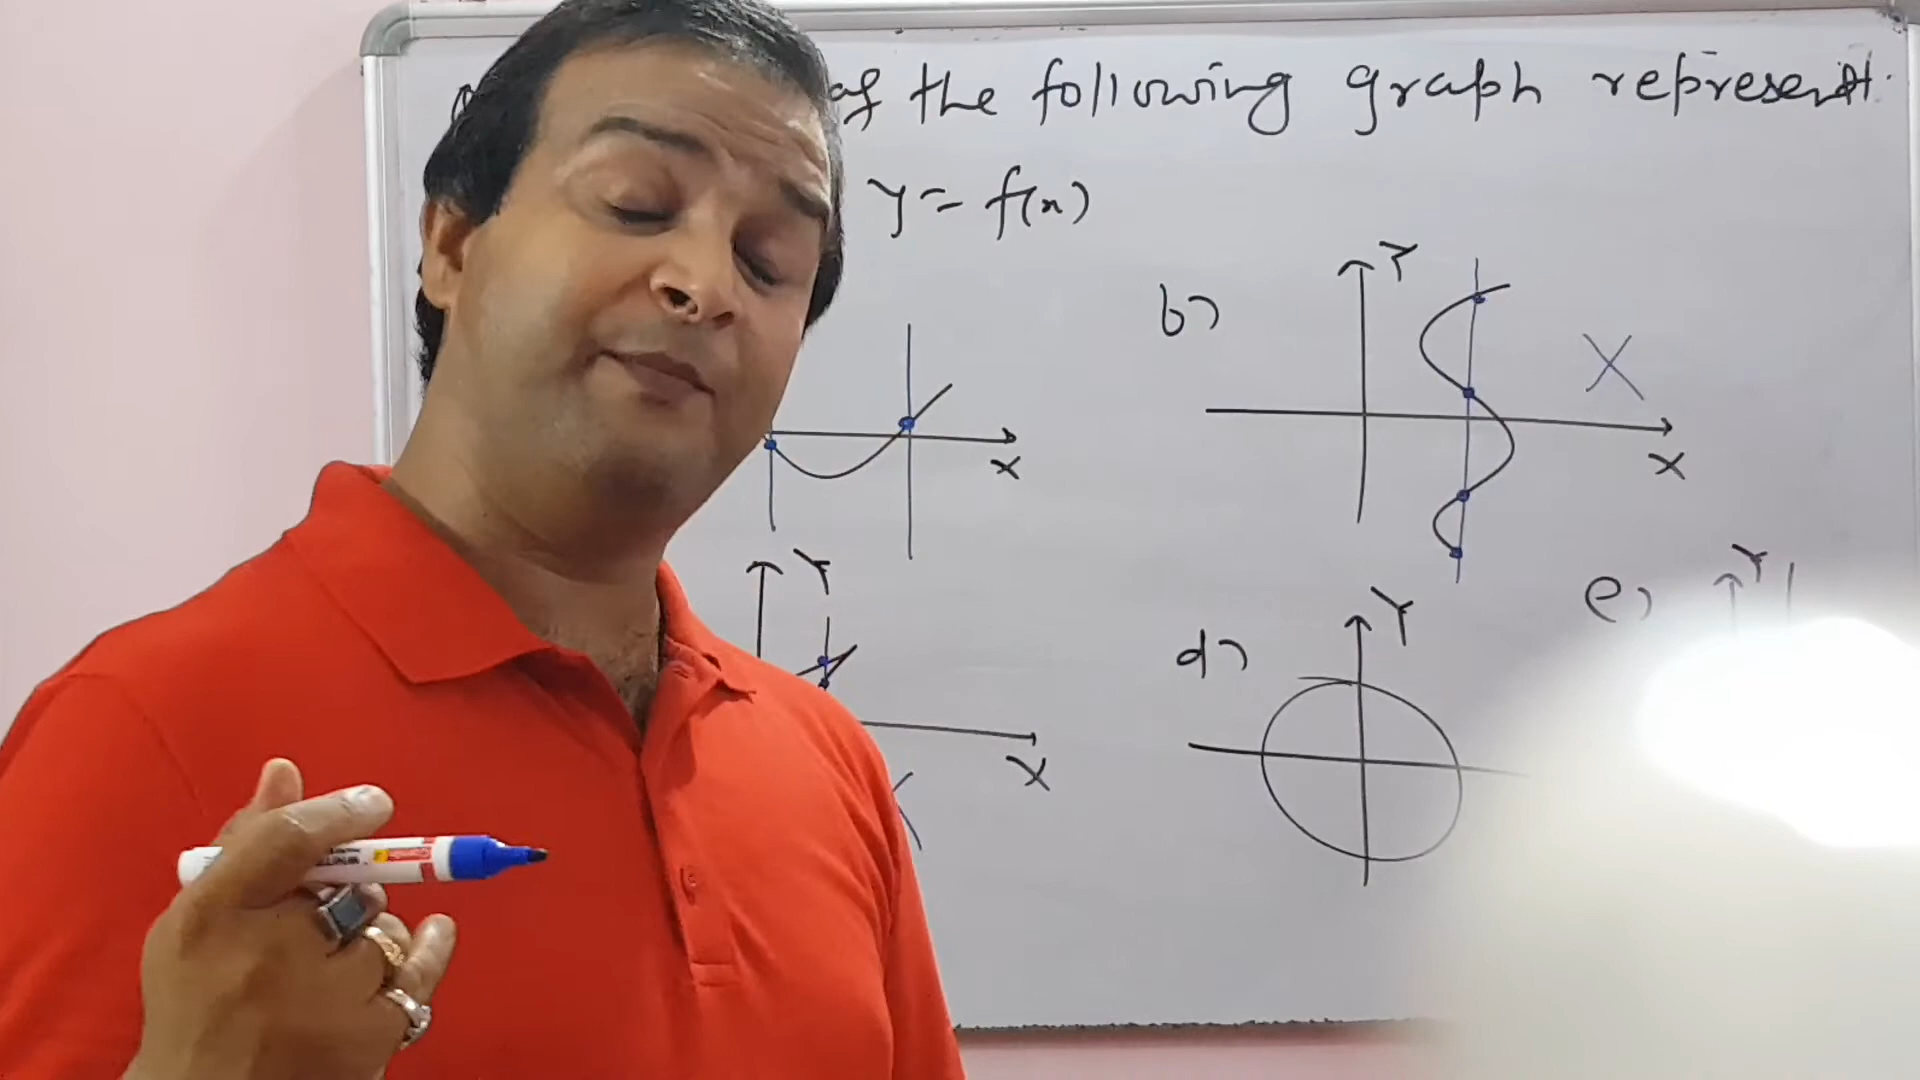 of the following graph represent.
y = f(x)
Y
b)
X
X
Y
Y
d)
e)
Y
X